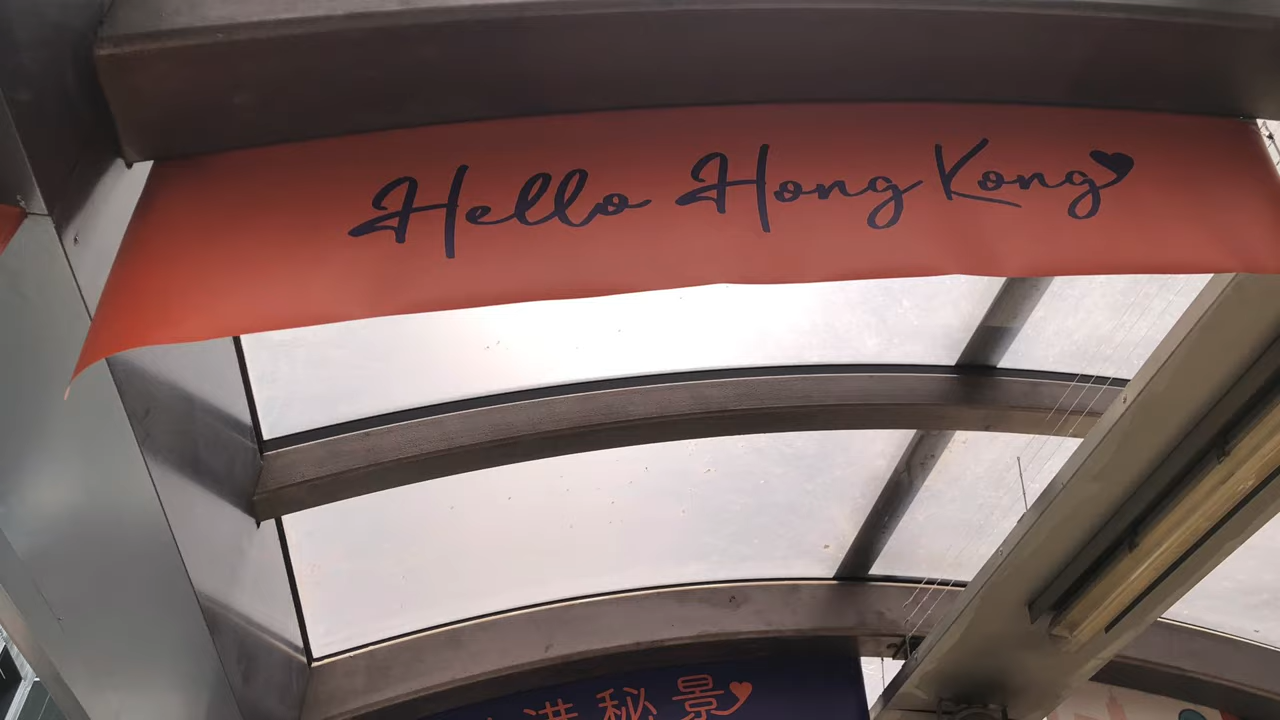 Hello Hong Kong
港秘景